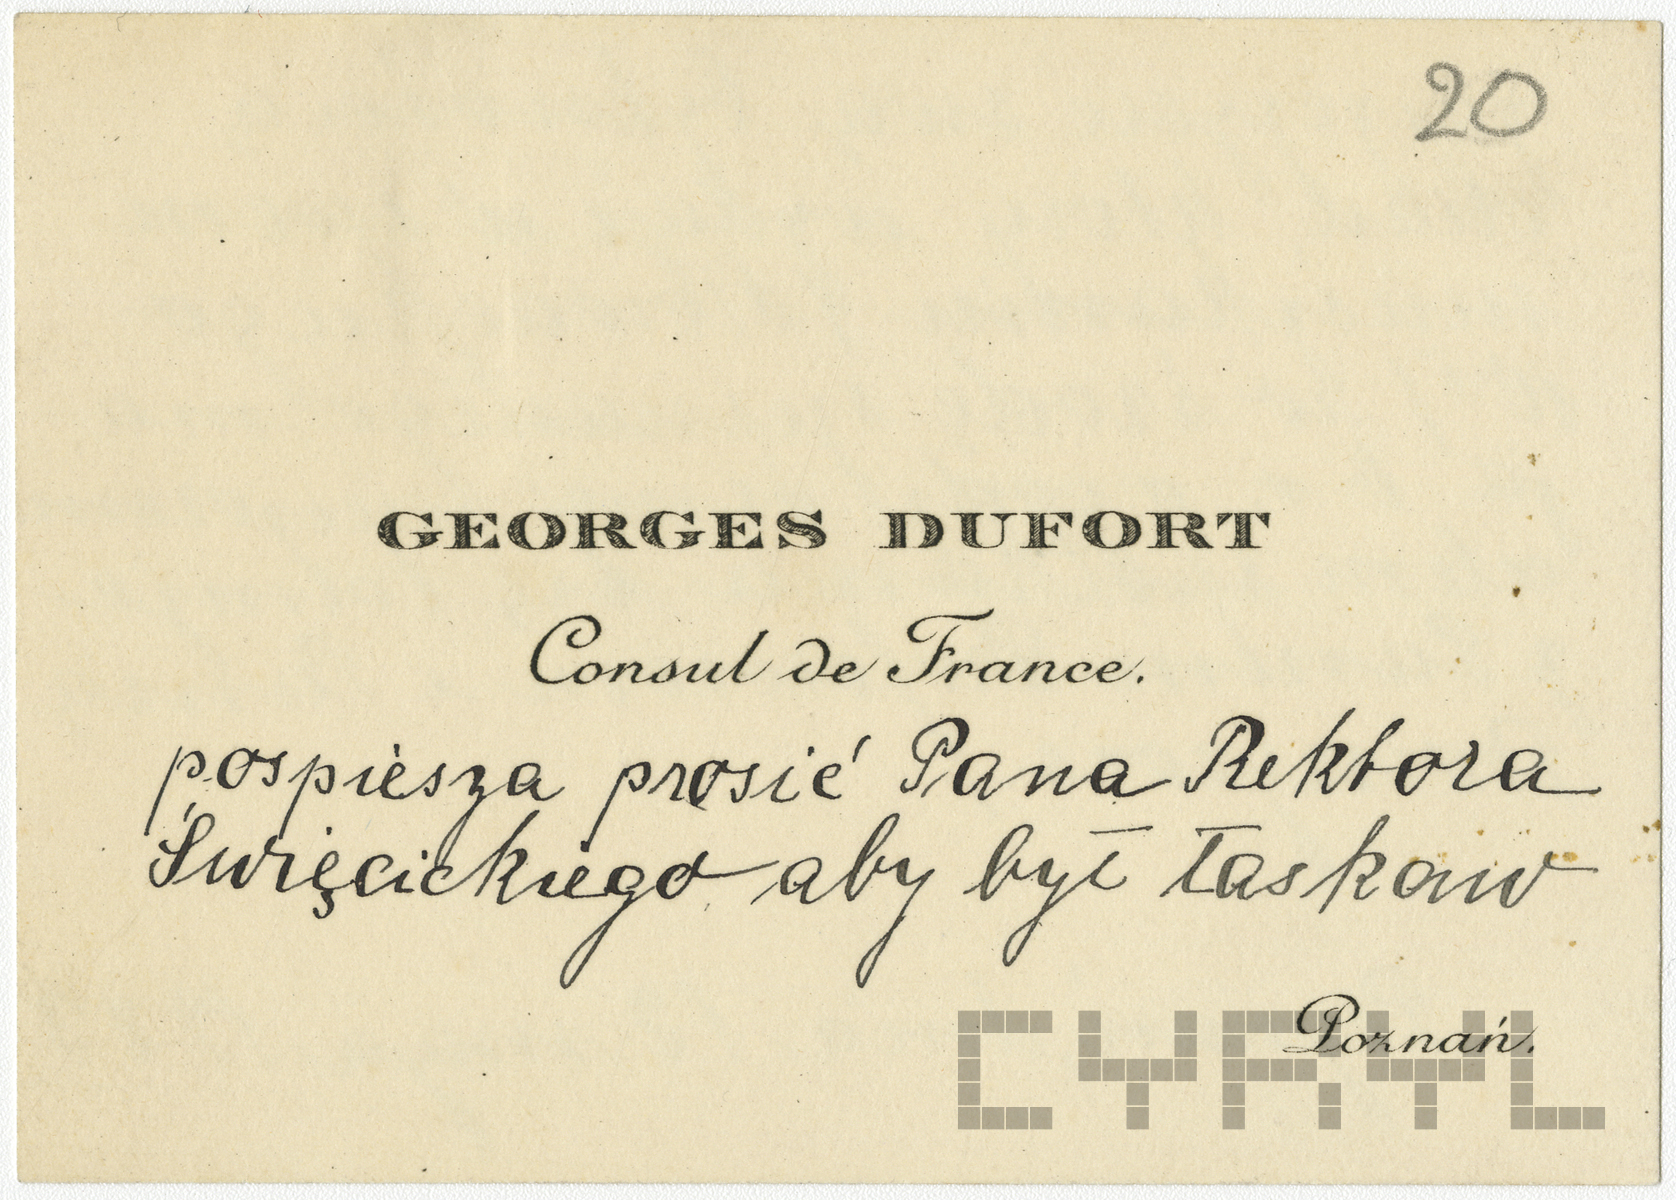 20
GEORGES DUFORT
Consul de France.
pospiesza prosić Pana Rektora
Święcickiego aby był łaskaw
Poznań.
CYRYL